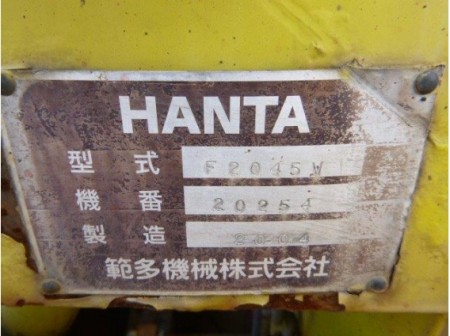 HANTA
型式 F2045W
機番 20254
製造
範多機械株式会社